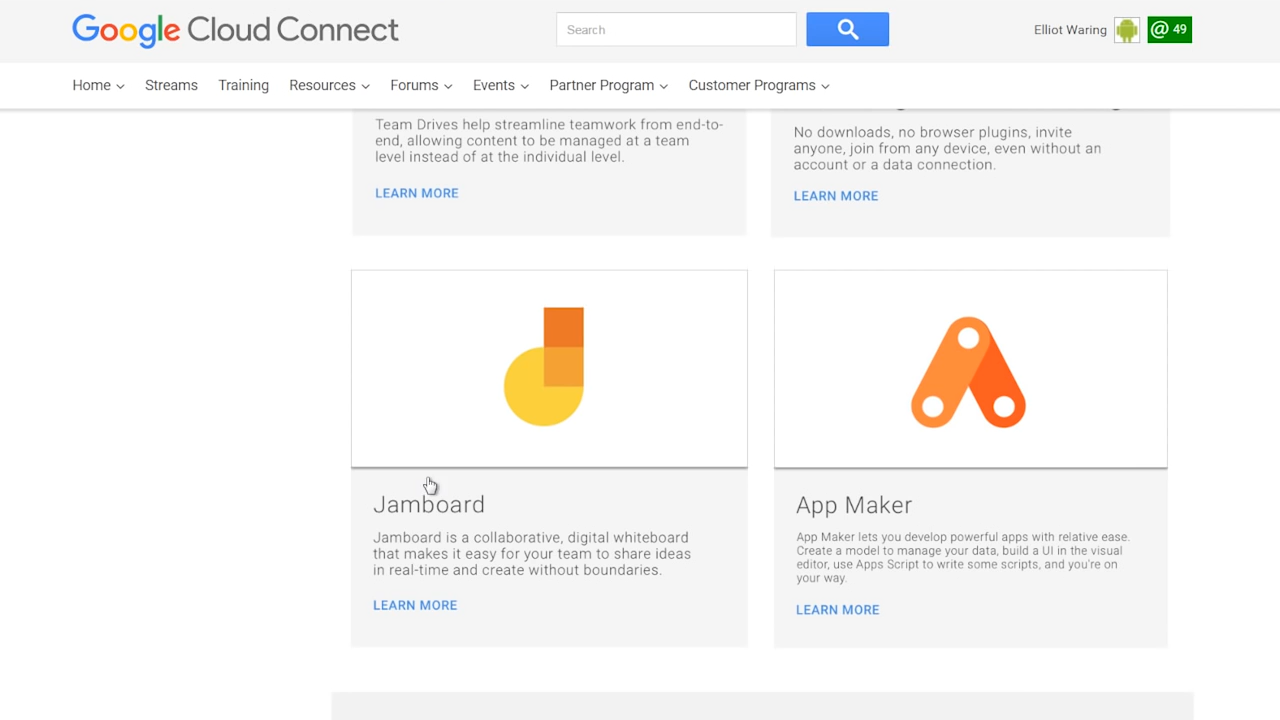 Google Cloud Connect
Search
Elliot Waring
@ 49
Home
Streams
Training
Resources
Forums
Events
Partner Program
Customer Programs
Team Drives help streamline teamwork from end-to-
end, allowing content to be managed at a team
level instead of at the individual level.
LEARN MORE
No downloads, no browser plugins, invite
anyone, join from any device, even without an
account or a data connection.
LEARN MORE
Jamboard
Jamboard is a collaborative, digital whiteboard
that makes it easy for your team to share ideas
in real-time and create without boundaries.
LEARN MORE
App Maker
App Maker lets you develop powerful apps with relative ease.
Create a model to manage your data, build a UI in the visual
editor, use Apps Script to write some scripts, and you're on
your way.
LEARN MORE